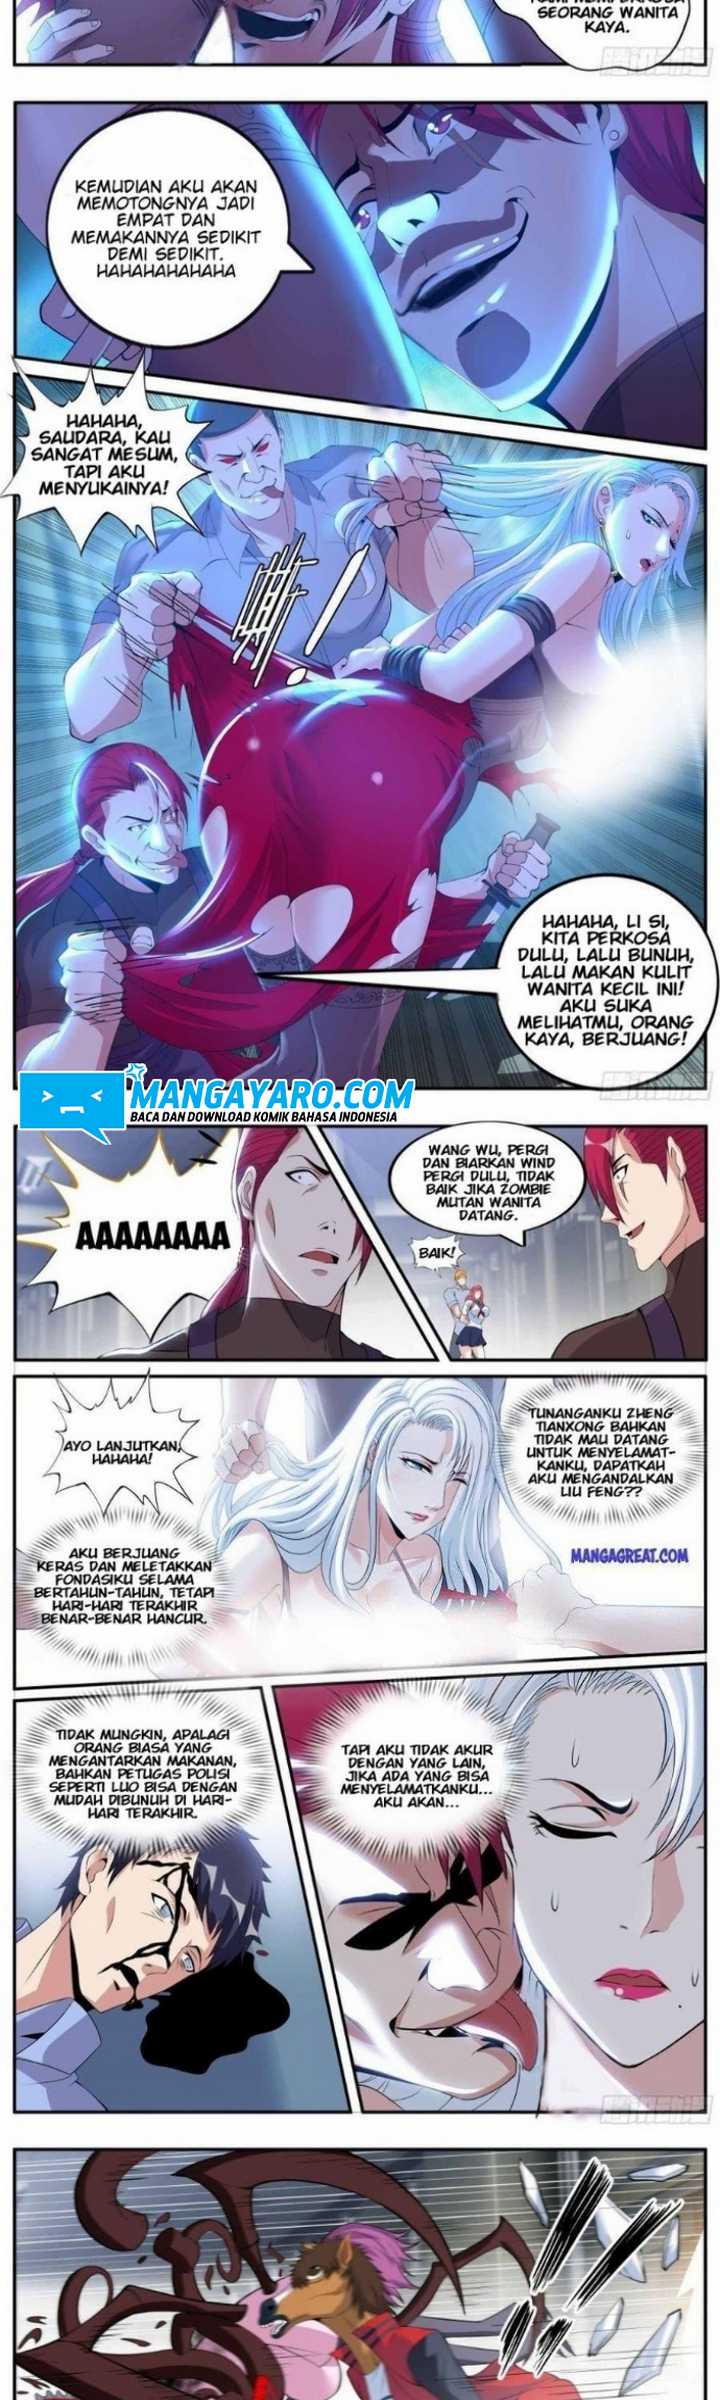 SEORANG WANITA
KAYA.
KEMUDIAN AKU AKAN
MEMOTONGNYA JADI
EMPAT DAN
MEMAKANNYA SEDIKIT
DEMI SEDIKIT.
HAHAHAHAHAHA
HAHAHA,
SAUDARA, KAU
SANGAT MESUM,
TAPI AKU
MENYUKAINYA!
HAHAHA, LI SI,
KITA PERKOSA
DULU, LALU BUNUH,
LALU MAKAN KULIT
WANITA KECIL INI!
AKU SUKA
MELIHATMU, ORANG
KAYA, BERJUANG!
MANGAYARO.COM
BACA DAN DOWNLOAD KOMIK BAHASA INDONESIA
AAAAAAAA
WANG WU, PERGI
DAN BIARKAN WIND
PERGI DULU, TIDAK
BAIK JIKA ZOMBIE
MUTAN WANITA
DATANG.
BAIK!
AYO LANJUTKAN,
HAHAHA!
TUNANGANKU ZHENG
TIANXONG BAHKAN
TIDAK MAU DATANG
UNTUK MENYELAMAT-
KANKU, DAPATKAH
AKU MENGANDALKAN
LIU FENG??
MANGAGREAT.COM
AKU BERJUANG
KERAS DAN MELETAKKAN
FONDASIKU SELAMA
BERTAHUN-TAHUN, TETAPI
HARI-HARI TERAKHIR
BENAR-BENAR HANCUR.
TIDAK MUNGKIN, APALAGI
ORANG BIASA YANG
MENGANTARKAN MAKANAN,
BAHKAN PETUGAS POLISI
SEPERTI LUO BISA DENGAN
MUDAH DIBUNUH DI HARI-
HARI TERAKHIR.
TAPI AKU TIDAK AKUR
DENGAN YANG LAIN,
JIKA ADA YANG BISA
MENYELAMATKANKU...
AKU AKAN...